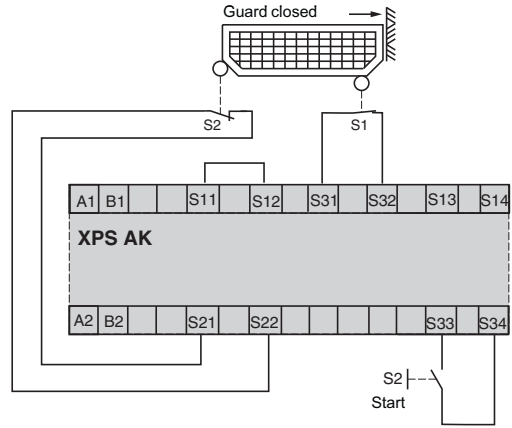 Guard closed
S2
S1
A1 B1 S11 S12 S31 S32 S13 S14
XPS AK
A2 B2 S21 S22 S33 S34
S2
Start